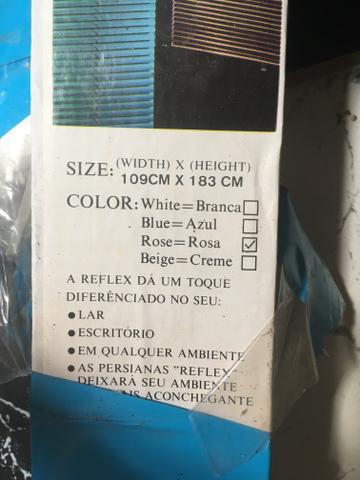 SIZE: (WIDTH) X (HEIGHT)
109CM X 183 CM
COLOR: White=Branca
Blue=Azul
Rose=Rosa
Beige=Creme
A REFLEX DÁ UM TOQUE
DIFERÊNCIADO NO SEU:
● LAR
● ESCRITÓRIO
● EM QUALQUER AMBIENTE
● AS PERSIANAS "REFLEX"
DEIXARÁ SEU AMBIENTE
ACONCHEGANTE